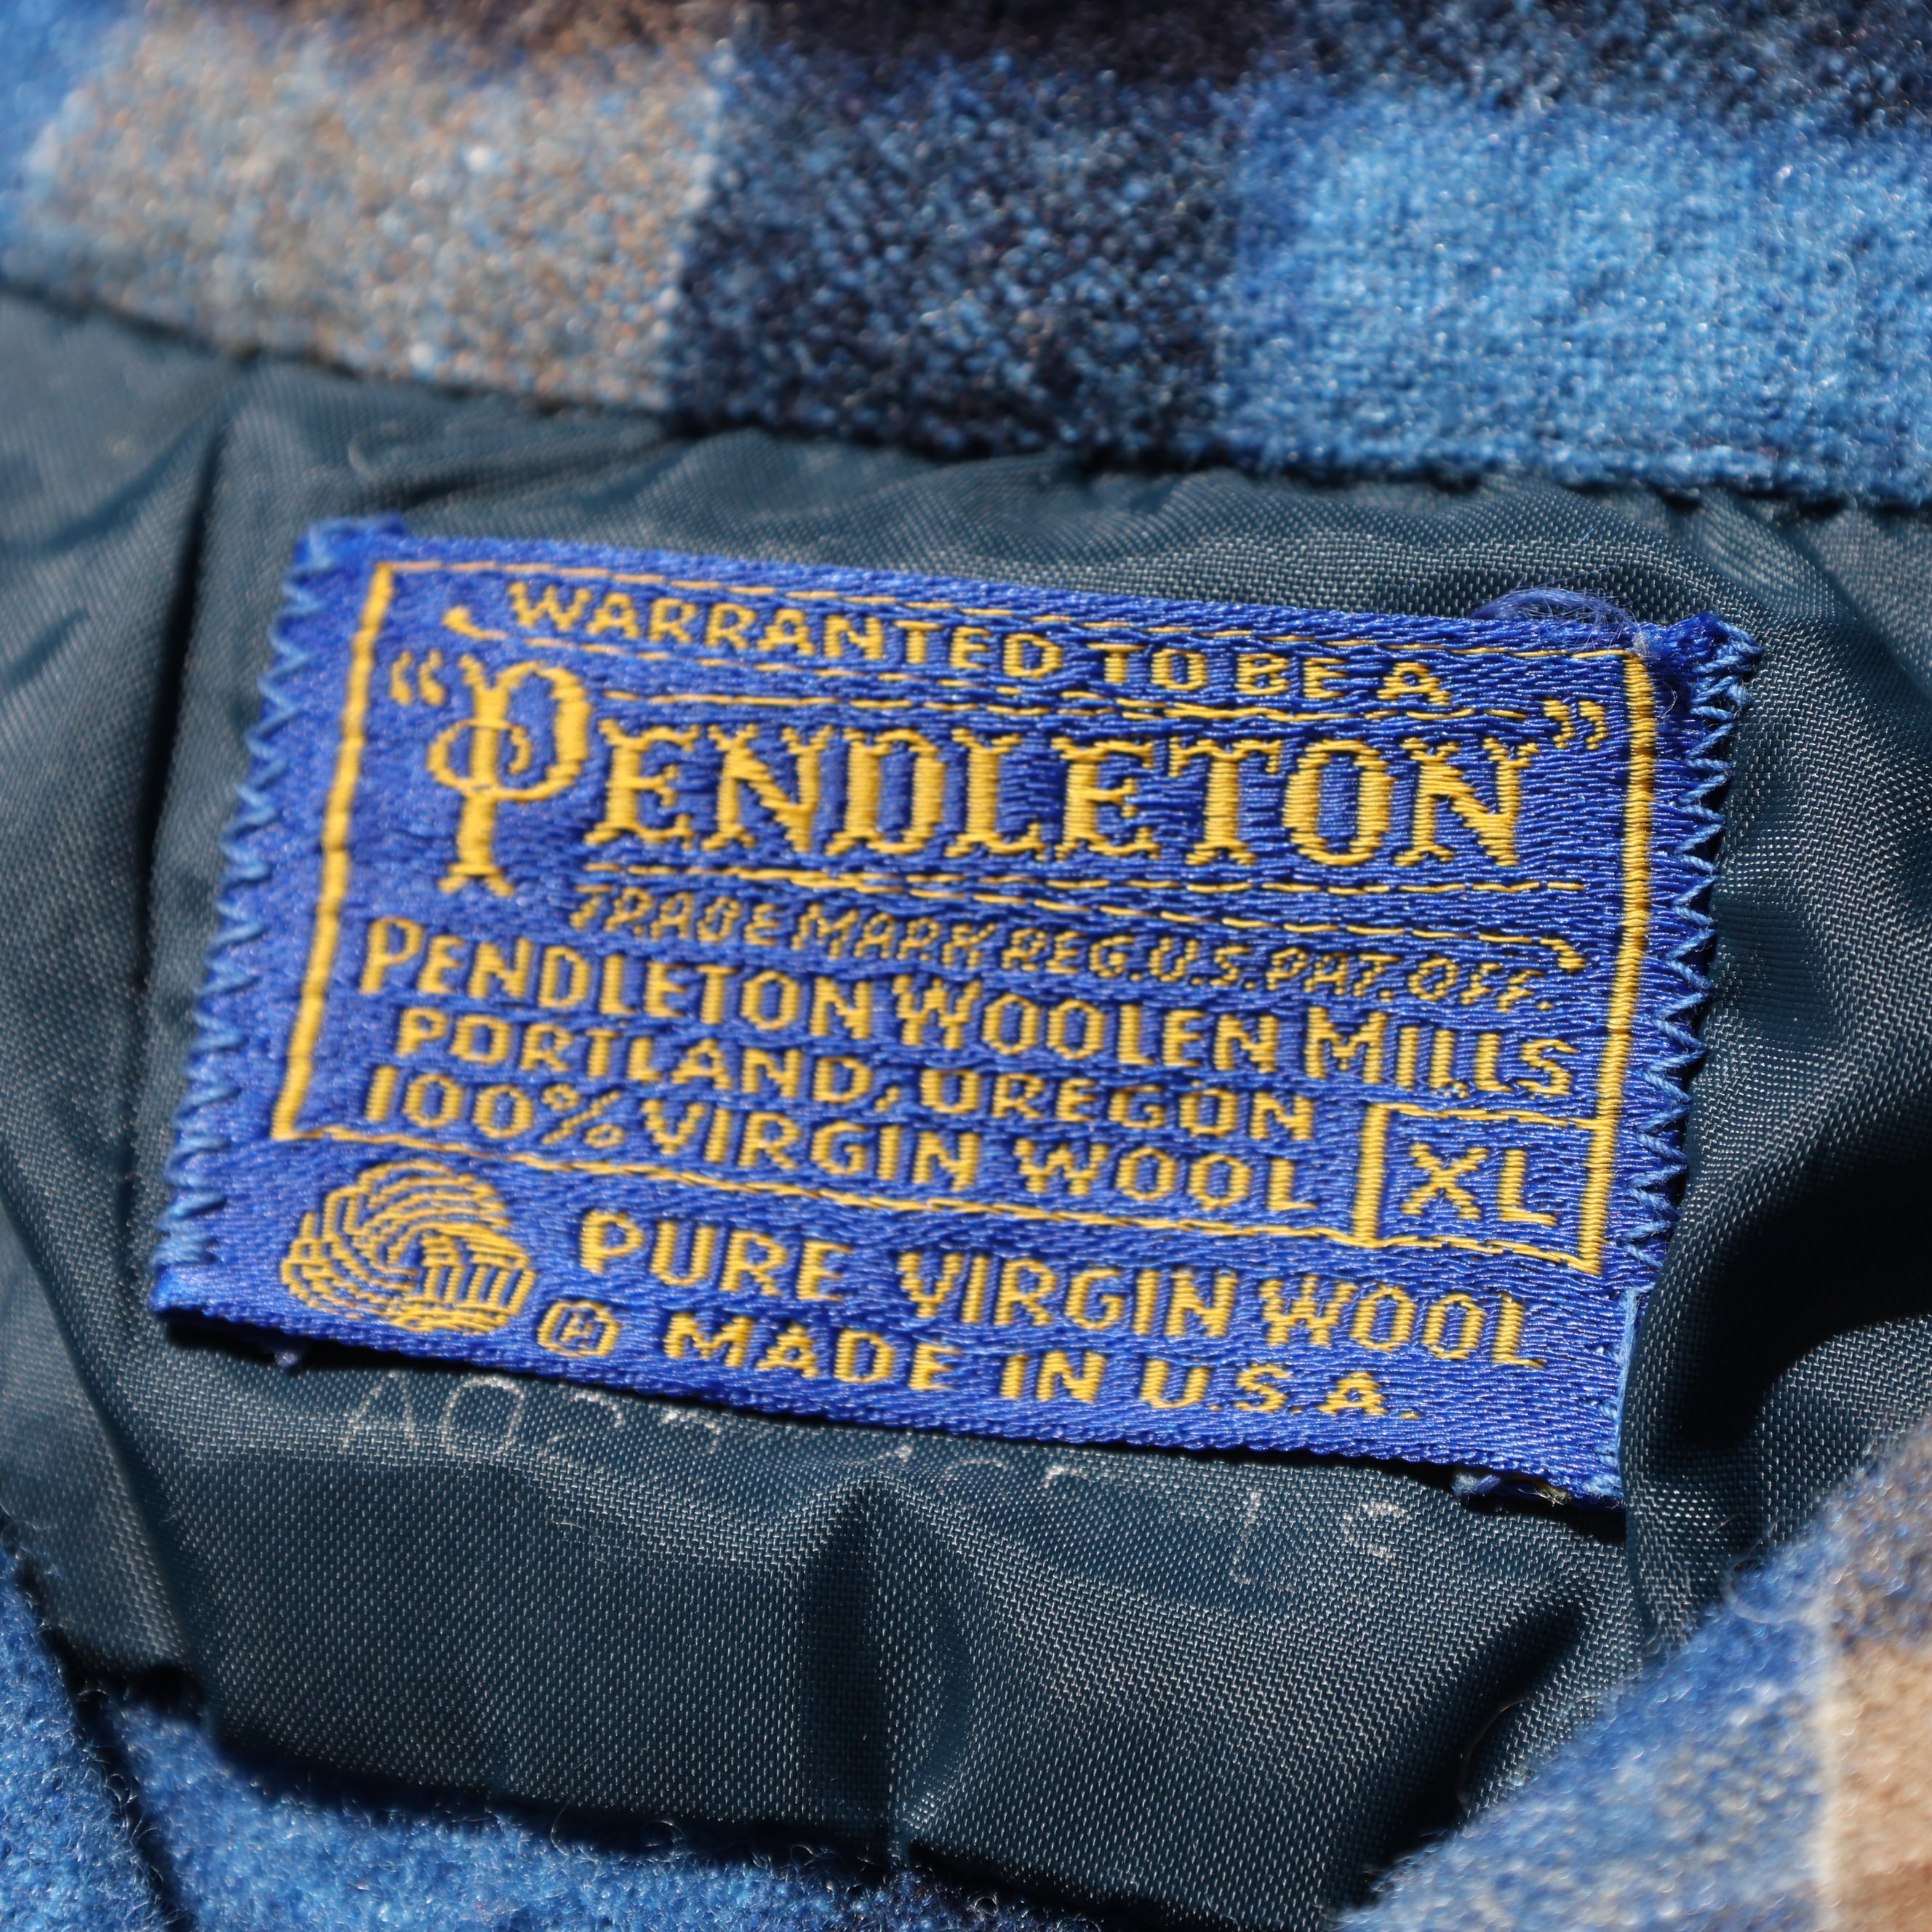 WARRANTED TO BE A
"PENDLETON"
TRADE MARK REG. U.S. PAT. OFF.
PENDLETON WOOLEN MILLS
PORTLAND, OREGON
100% VIRGIN WOOL XL
PURE VIRGIN WOOL
MADE IN U.S.A.